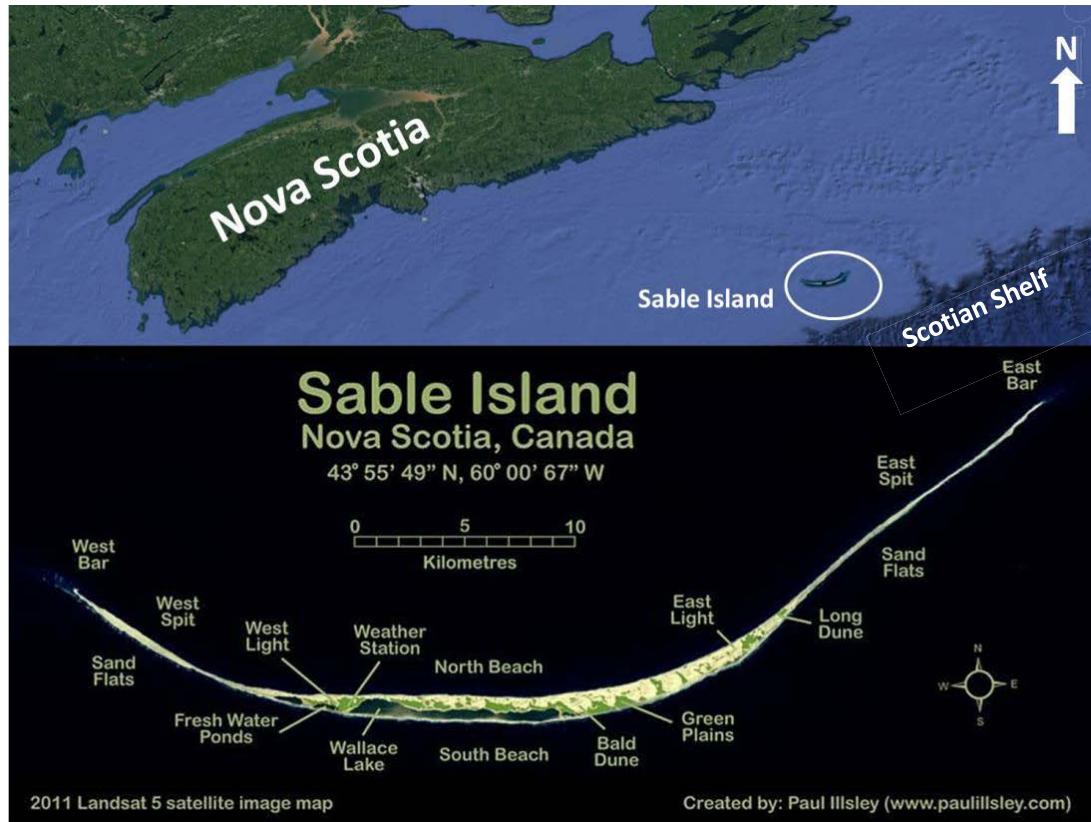 N
Nova Scotia
Sable Island
Scotian Shelf
Sable Island
Nova Scotia, Canada
43° 55' 49" N, 60° 00' 67" W
0 5 10
Kilometres
East
Bar
East
Spit
Sand
Flats
West
Bar
West
Spit
Sand
Flats
West
Light
Weather
Station
North Beach
East
Light
Long
Dune
Fresh Water
Ponds
Wallace
Lake
South Beach
Bald
Dune
Green
Plains
N
W E
S
2011 Landsat 5 satellite image map
Created by: Paul Illsley (www.paulillsley.com)